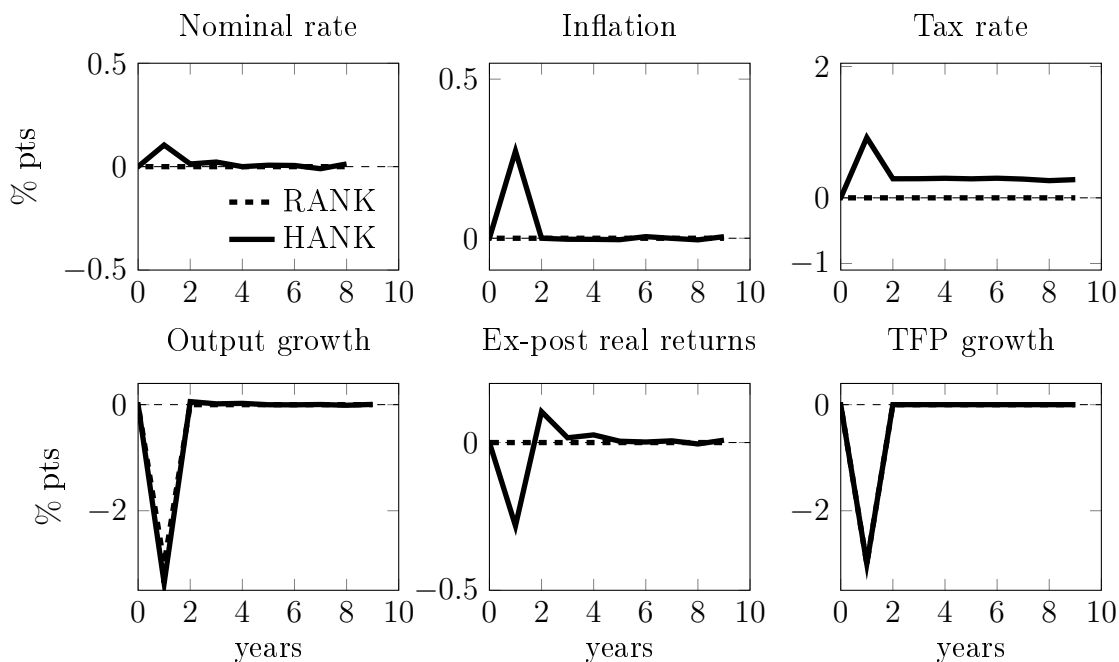 Nominal rate
Inflation
Tax rate
% pts
0.5
0
−0.5
RANK
HANK
0 2 4 6 8 10
0.5
0
0 2 4 6 8 10
2
0
−1
0 2 4 6 8 10
Output growth
Ex-post real returns
TFP growth
% pts
0
−2
0 2 4 6 8 10
years
0
−0.5
0 2 4 6 8 10
years
0
−2
0 2 4 6 8 10
years